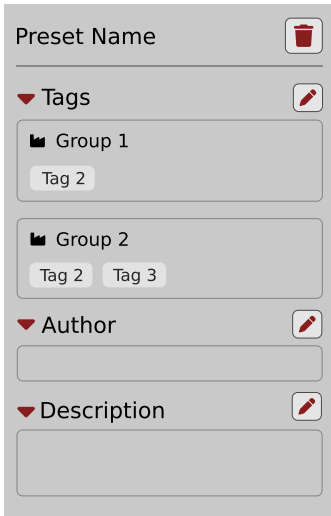 Preset Name
Tags
Group 1
Tag 2
Group 2
Tag 2 Tag 3
Author
Description